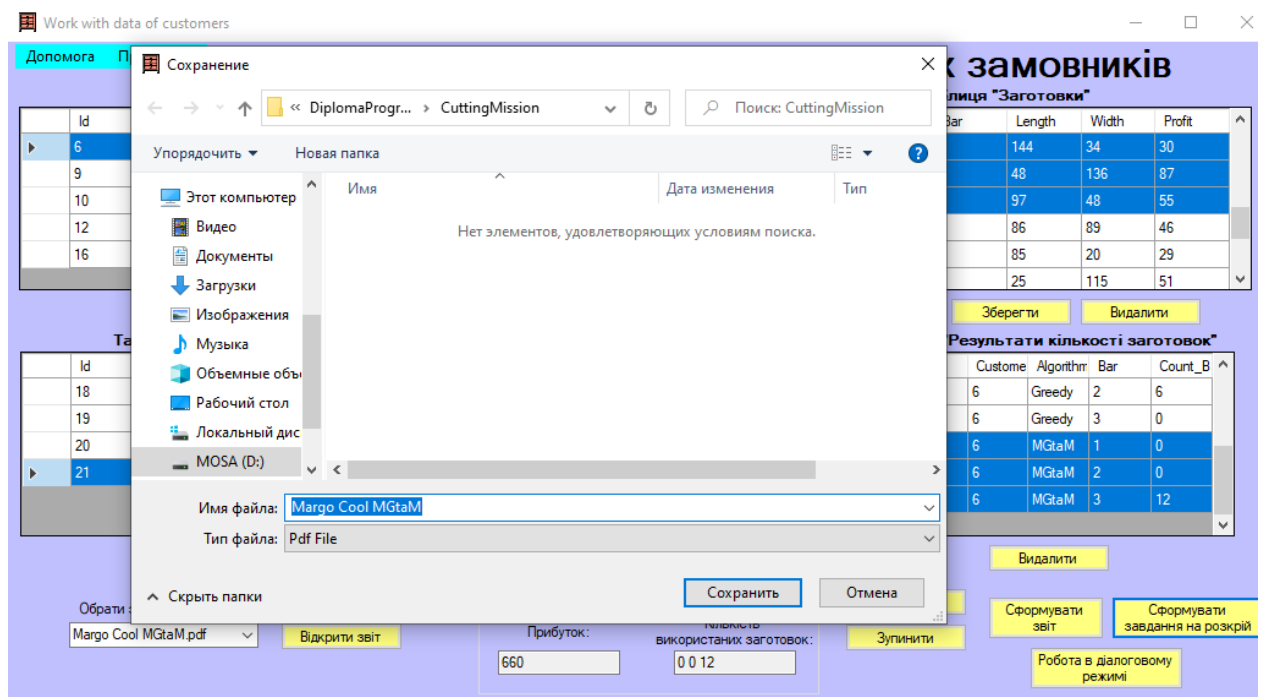 Work with data of customers
Допомога
Сохранение
замовників
DiplomaProgr... > CuttingMission
Поиск: CuttingMission
"Заготовки"
Id
Length Width Profit
6 144 34 30
9 48 136 87
10 97 48 55
12 86 89 46
16 85 20 29
25 115 51
Упорядочить Новая папка
Имя Дата изменения Тип
Нет элементов, удовлетворяющих условиям поиска.
Этот компьютер
Видео
Документы
Загрузки
Изображения
Музыка
Объемные объ
Рабочий стол
Локальный дис
MOSA (D:)
Зберегти Видалити
"Результати кількості заготовок"
Id
Custome Algorithm Bar Count_B
18 6 Greedy 2 6
19 6 Greedy 3 0
20 6 MGtaM 1 0
21 6 MGtaM 2 0
6 MGtaM 3 12
Имя файла: Margo Cool MGtaM
Тип файла: Pdf File
Скрыть папки Сохранить Отмена
Видалити
Обрати
Margo Cool MGtaM.pdf
Відкрити звіт
Прибуток:
660
Кількість
використаних заготовок:
0 0 12
Зупинити
Сформувати
звіт
Сформувати
завдання на розкрій
Робота в діалоговому
режимі